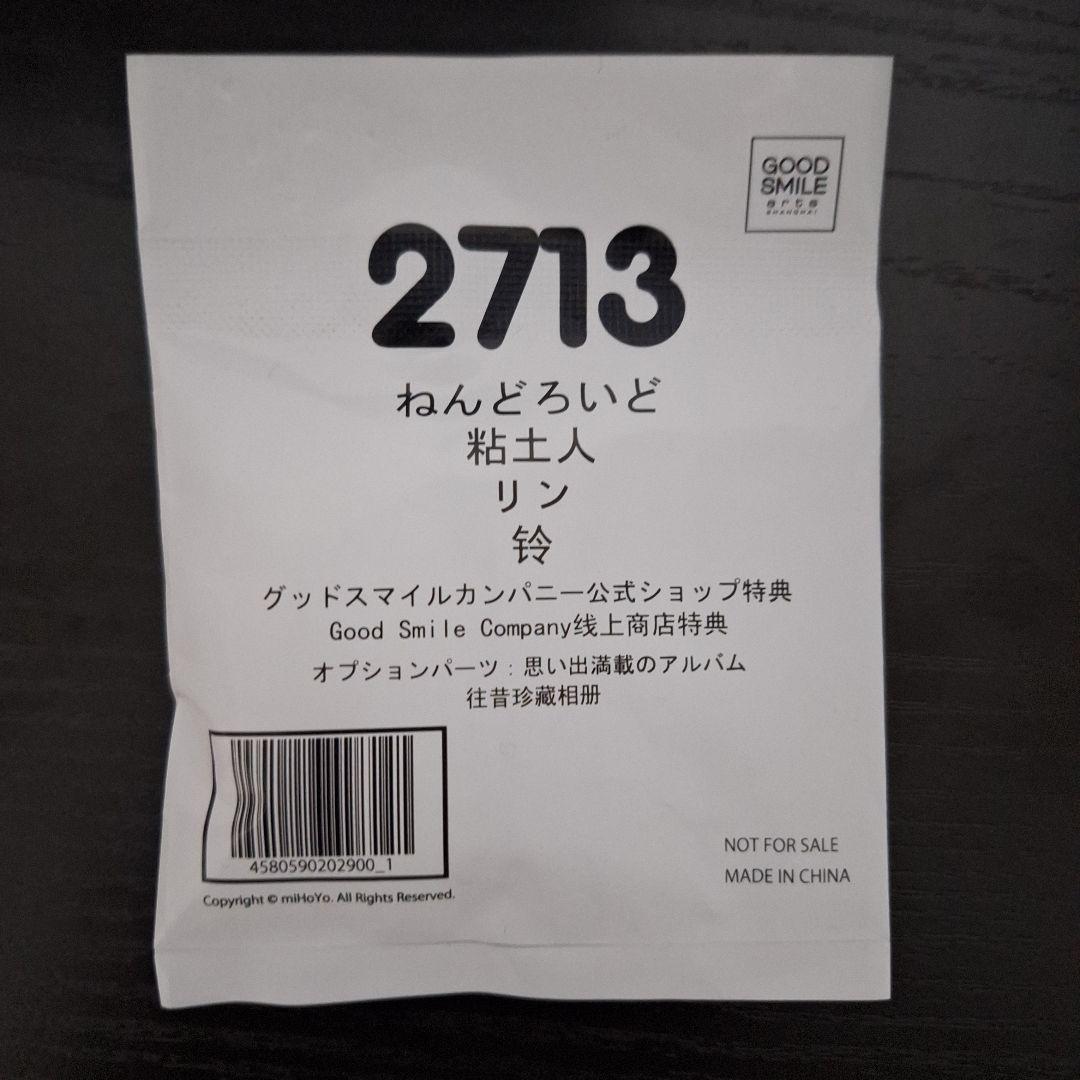 GOOD
SMILE
arts
SHANGHAI
2713
ねんどろいど
粘土人
リン
铃
グッドスマイルカンパニー公式ショップ特典
Good Smile Company线上商店特典
オプションパーツ：思い出満載のアルバム
往昔珍藏相册
4580590202900_1
Copyright © miHoYo. All Rights Reserved.
NOT FOR SALE
MADE IN CHINA